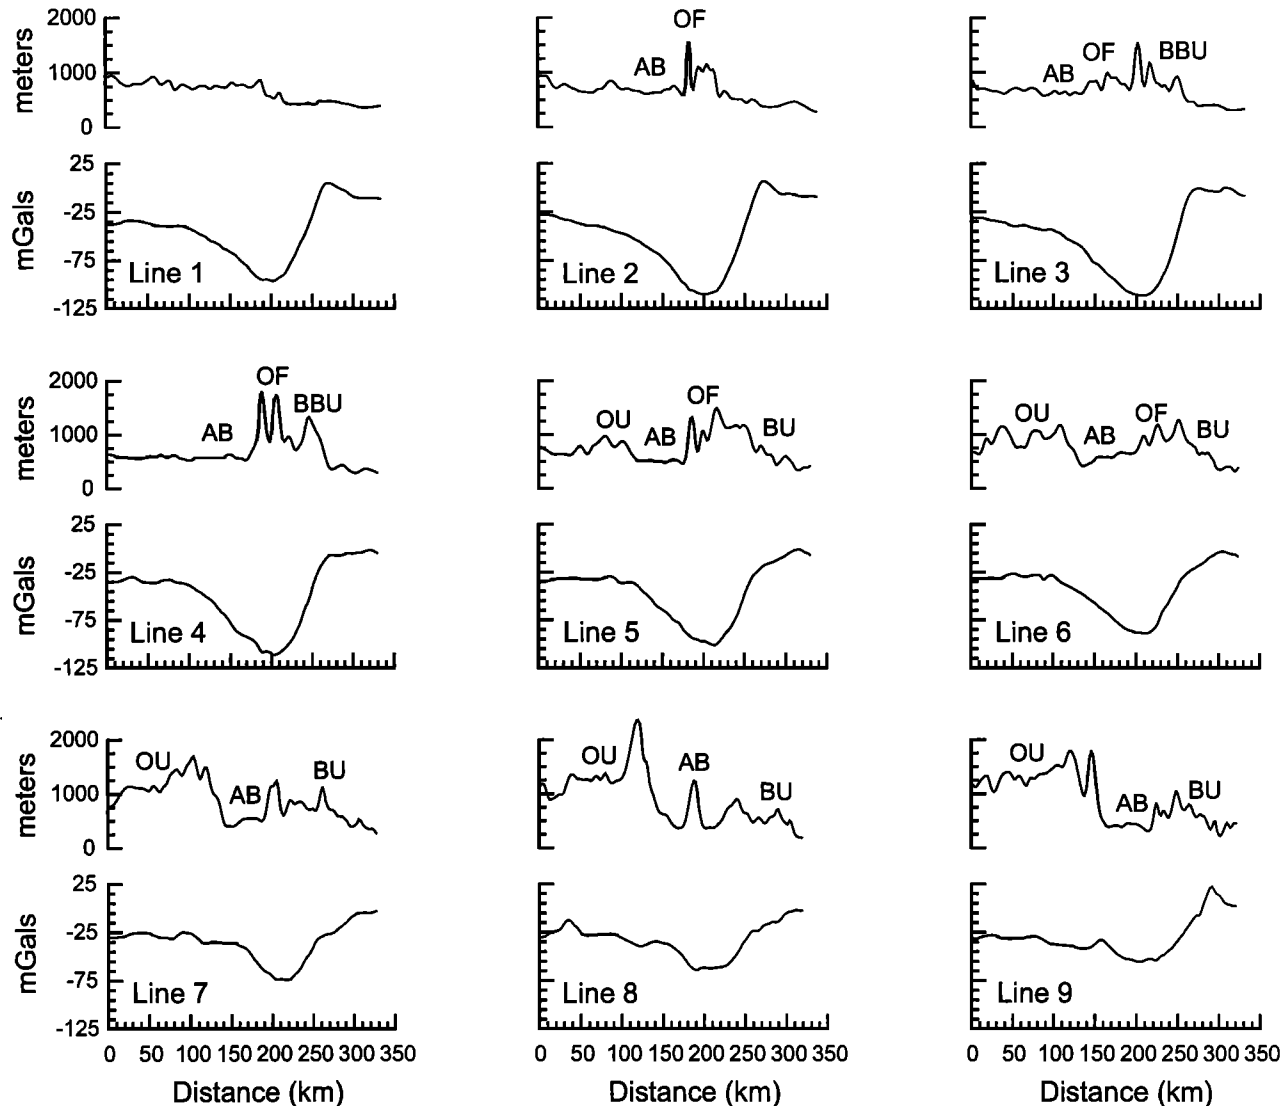 OF
2000
meters
1000
0
AB
AB OF BBU
25
mGals
-25
-75
-125
Line 1
Line 2
Line 3
OF
2000
meters
1000
0
AB
BBU
OU
AB
OF
BU
OU
AB
OF
BU
25
mGals
-25
-75
-125
Line 4
Line 5
Line 6
2000
meters
1000
0
OU
AB
BU
OU
AB
BU
OU
AB
BU
25
mGals
-25
-75
-125
Line 7
Line 8
Line 9
0 50 100 150 200 250 300 350
0 50 100 150 200 250 300 350
0 50 100 150 200 250 300 350
Distance (km)
Distance (km)
Distance (km)